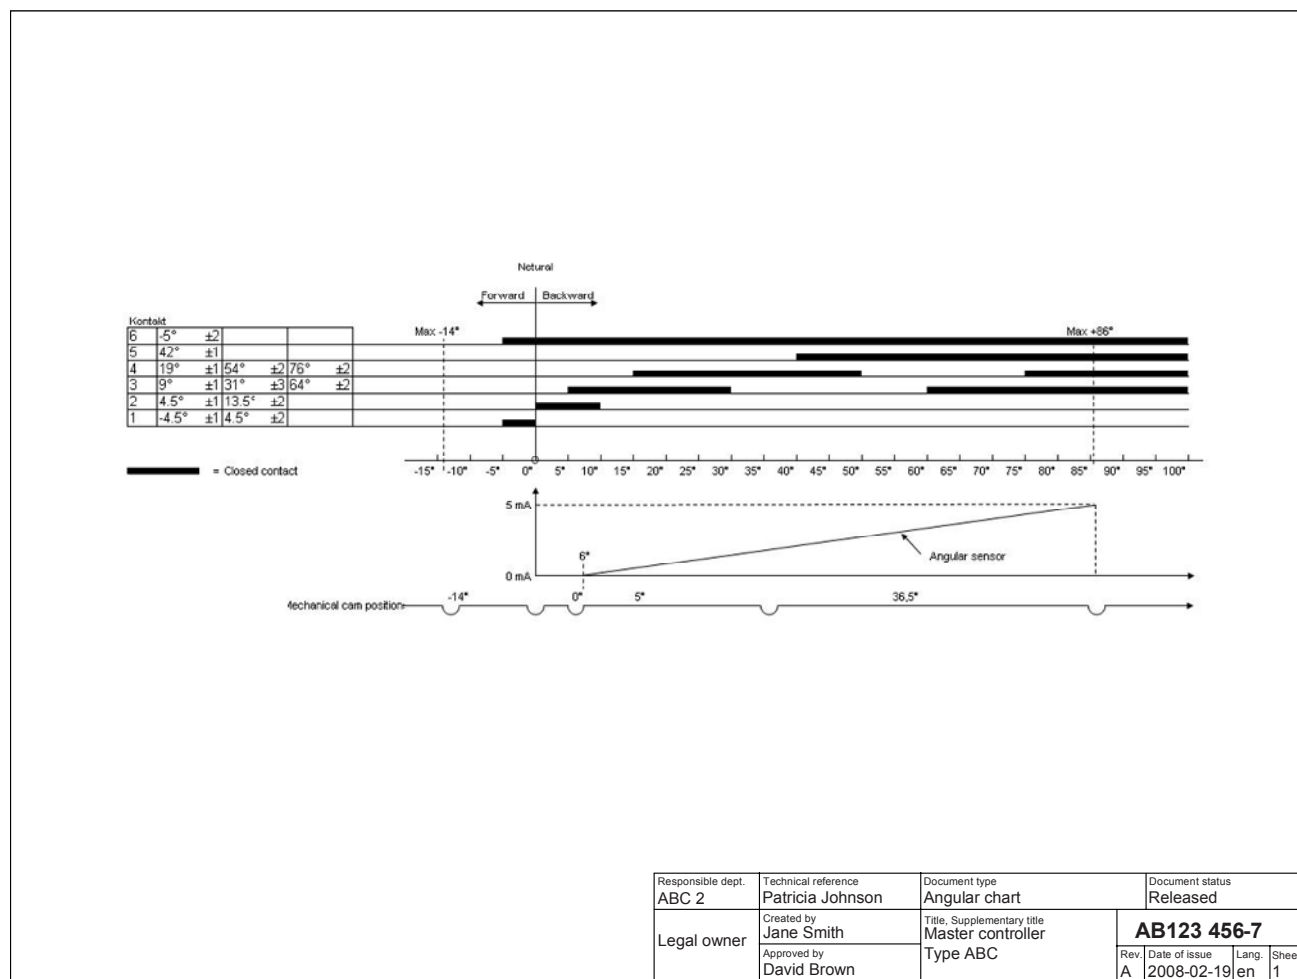 Netural
Forward Backward
Kontakt
Max -14° Max +86°
6 -5° ±2
5 42° ±1
4 19° ±1 54° ±2 76° ±2
3 9° ±1 31° ±3 64° ±2
2 4.5° ±1 13.5° ±2
1 -4.5° ±1 4.5° ±2
= Closed contact
-15° -10° -5° 0° 5° 10° 15° 20° 25° 30° 35° 40° 45° 50° 55° 60° 65° 70° 75° 80° 85° 90° 95° 100°
5 mA
6° Angular sensor
0 mA
-14° 0° 5° 36,5°
Mechanical cam position
Responsible dept. Technical reference Document type Document status
ABC 2 Patricia Johnson Angular chart Released
Legal owner
Created by
Jane Smith
Approved by
David Brown
Title, Supplementary title
Master controller
Type ABC
AB123 456-7
Rev. Date of issue Lang. Shee
A 2008-02-19 en 1